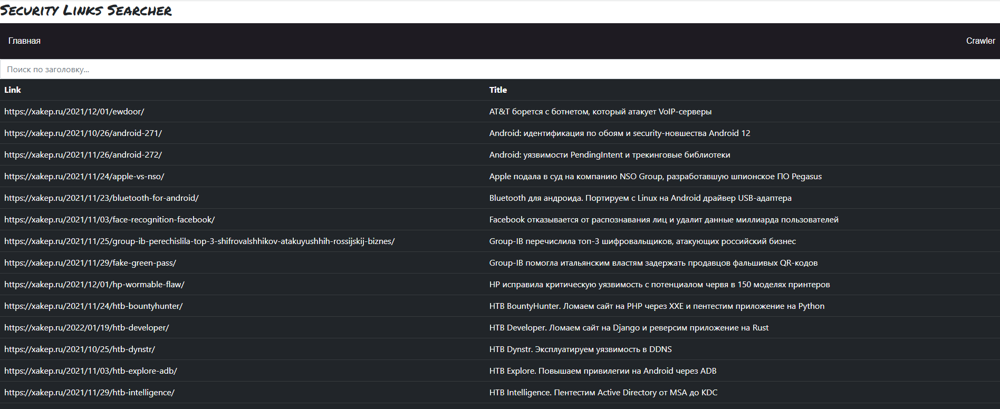 Security Links Searcher
Главная Crawler
Поиск по заголовку...
Link Title
https://xakep.ru/2021/12/01/ewdoor/ AT&T борется с ботнетом, который атакует VoIP-серверы
https://xakep.ru/2021/10/26/android-271/ Android: идентификация по обоям и security-новшества Android 12
https://xakep.ru/2021/11/26/android-272/ Android: уязвимости PendingIntent и трекинговые библиотеки
https://xakep.ru/2021/11/24/apple-vs-nso/ Apple подала в суд на компанию NSO Group, разработавшую шпионское ПО Pegasus
https://xakep.ru/2021/11/23/bluetooth-for-android/ Bluetooth для андроида. Портируем с Linux на Android драйвер USB-адаптера
https://xakep.ru/2021/11/03/face-recognition-facebook/ Facebook отказывается от распознавания лиц и удалит данные миллиарда пользователей
https://xakep.ru/2021/11/25/group-ib-perechislila-top-3-shifrovalshhikov-atakuyushhih-rossijskij-biznes/ Group-IB перечислила топ-3 шифровальщиков, атакующих российский бизнес
https://xakep.ru/2021/11/29/fake-green-pass/ Group-IB помогла итальянским властям задержать продавцов фальшивых QR-кодов
https://xakep.ru/2021/12/01/hp-wormable-flaw/ HP исправила критическую уязвимость с потенциалом червя в 150 моделях принтеров
https://xakep.ru/2021/11/24/htb-bountyhunter/ HTB BountyHunter. Ломаем сайт на PHP через XXE и пентестим приложение на Python
https://xakep.ru/2022/01/19/htb-developer/ HTB Developer. Ломаем сайт на Django и реверсим приложение на Rust
https://xakep.ru/2021/10/25/htb-dynstr/ HTB Dynstr. Эксплуатируем уязвимость в DDNS
https://xakep.ru/2021/11/03/htb-explore-adb/ HTB Explore. Повышаем привилегии на Android через ADB
https://xakep.ru/2021/11/29/htb-intelligence/ HTB Intelligence. Пентестим Active Directory от MSA до KDC